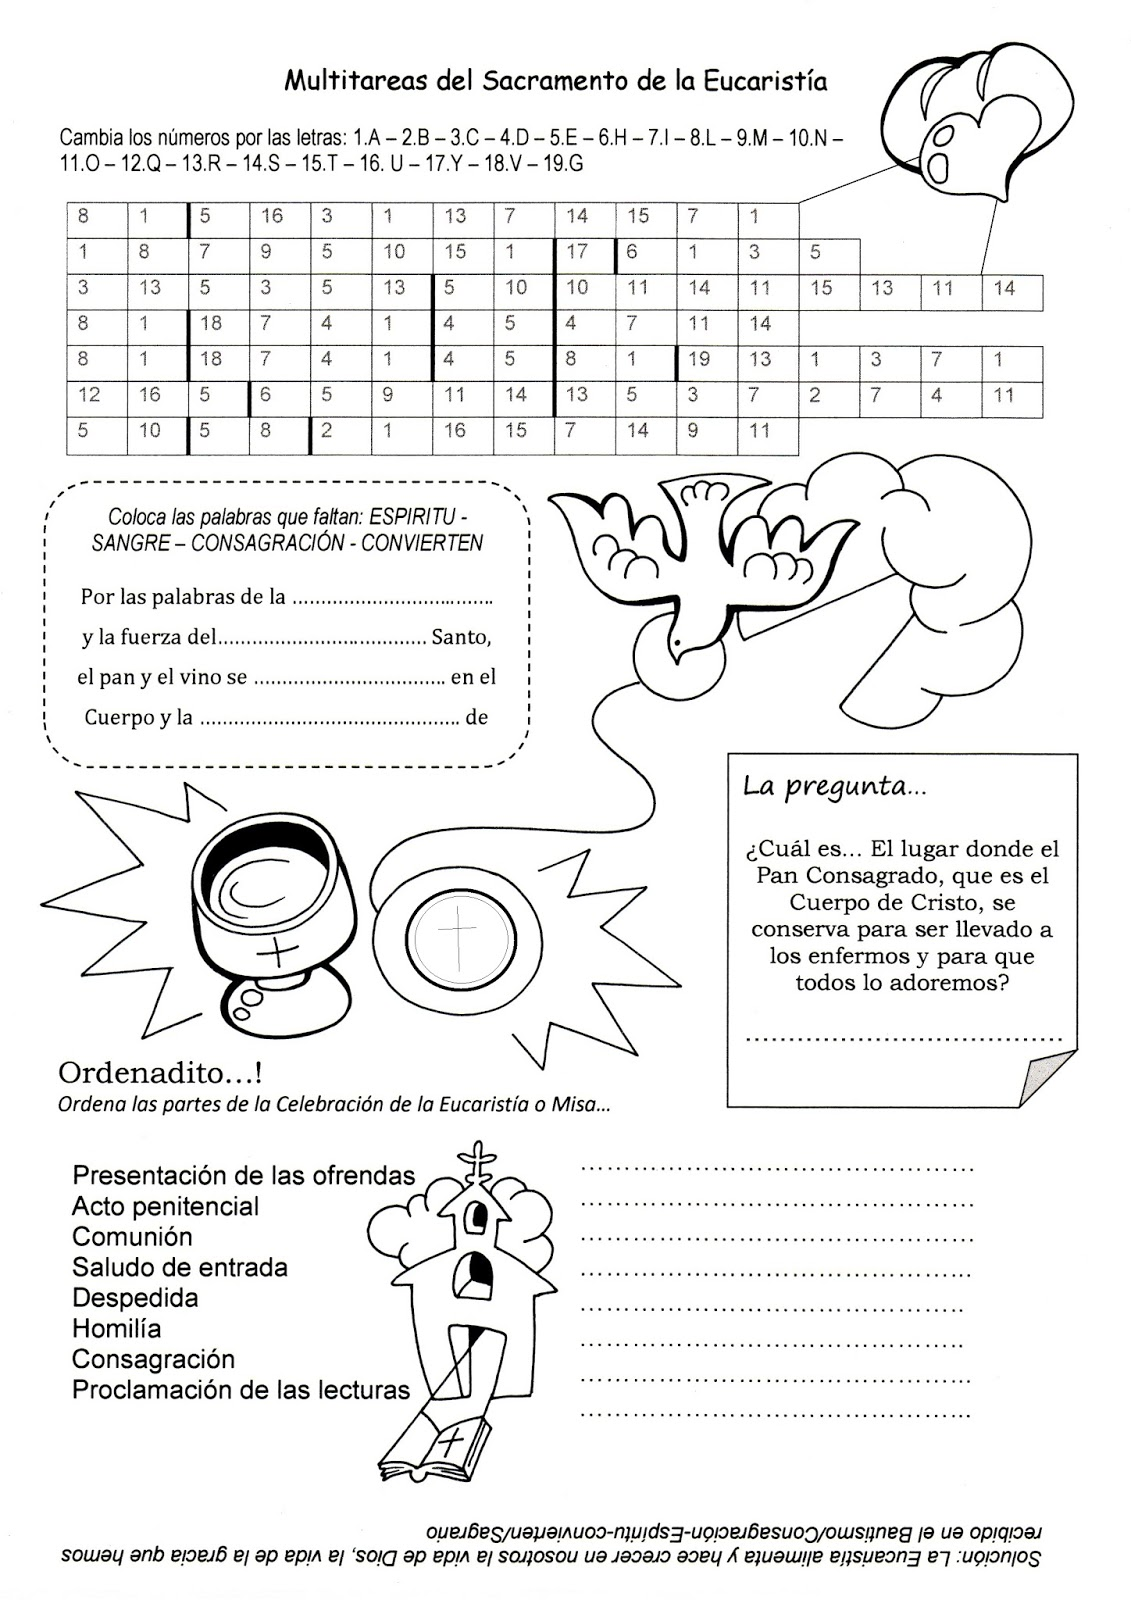 Multitareas del Sacramento de la Eucaristía
Cambia los números por las letras: 1.A – 2.B – 3.C – 4.D – 5.E – 6.H – 7.I – 8.L – 9.M – 10.N –
11.O – 12.Q – 13.R – 14.S – 15.T – 16. U – 17.Y – 18.V – 19.G
8 1 5 16 3 1 13 7 14 15 7 1
1 8 7 9 5 10 15 1 17 6 1 3 5
3 13 5 3 5 13 5 10 10 11 14 11 15 13 11 14
8 1 18 7 4 1 4 5 4 7 11 14
8 1 18 7 4 1 4 5 8 1 19 13 1 3 7 1
12 16 5 6 5 9 11 14 13 5 3 7 2 7 4 11
5 10 5 8 2 1 16 15 7 14 9 11
Coloca las palabras que faltan: ESPIRITU -
SANGRE – CONSAGRACIÓN - CONVIERTEN
Por las palabras de la ....................................
y la fuerza del...................................... Santo,
el pan y el vino se ................................... en el
Cuerpo y la ............................................... de
La pregunta...
¿Cuál es... El lugar donde el
Pan Consagrado, que es el
Cuerpo de Cristo, se
conserva para ser llevado a
los enfermos y para que
todos lo adoremos?
.....................................
Ordenadito...!
Ordena las partes de la Celebración de la Eucaristía o Misa...
Presentación de las ofrendas
Acto penitencial
Comunión
Saludo de entrada
Despedida
Homilía
Consagración
Proclamación de las lecturas
Solución: La Eucaristía alimenta y hace crecer en nosotros la vida de Dios, la vida de la gracia que hemos
recibido en el Bautismo/Consagración-Espíritu-convierten/Sagrario